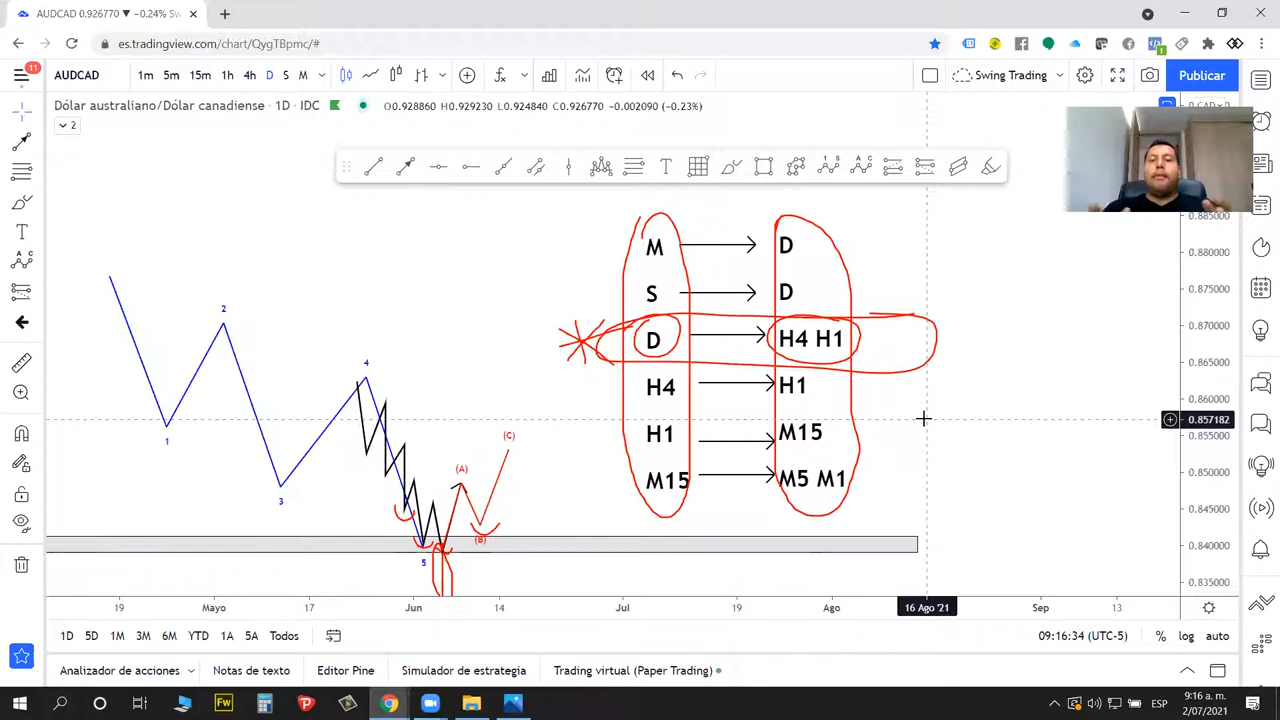 AUDCAD 0.926770 ▼ −0.24% Sw
es.tradingview.com/chart/QygTBpmc/#
11
AUDCAD 1m 5m 15m 1h 4h D S M
Swing Trading
Publicar
Dólar australiano/Dólar canadiense · 1D · IDC O0.928860 H0.929230 L0.924840 C0.926770 −0.002090 (−0.23%)
2
M → D
S → D
D → H4 H1
H4 → H1
H1 → M15
M15 → M5 M1
1
2
3
4
5
(A)
(B)
(C)
0.885000
0.880000
0.875000
0.870000
0.865000
0.860000
0.857182
0.855000
0.850000
0.845000
0.840000
0.835000
19 Mayo 17 Jun 14 Jul 19 Ago 16 Ago '21 Sep 13
1D 5D 1M 3M 6M YTD 1A 5A Todos
09:16:34 (UTC-5) % log auto
Analizador de acciones Notas de texto Editor Pine Simulador de estrategia Trading virtual (Paper Trading)
Fw
ESP
9:16 a. m.
2/07/2021